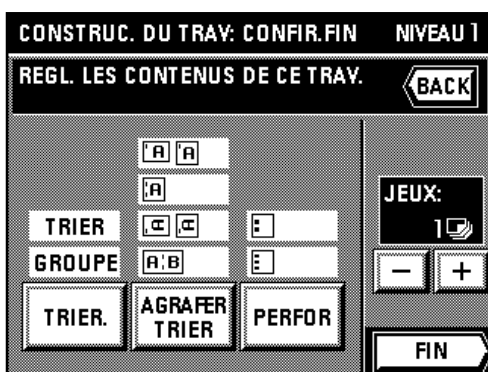 CONSTRUC. DU TRAV: CONFIR.FIN NIVEAU 1
REGL. LES CONTENUS DE CE TRAV.
BACK
'A 'A
A
JEUX:
1
TRIER
GROUPE A B
- +
TRIER.
AGRAFER
TRIER
PERFOR
FIN